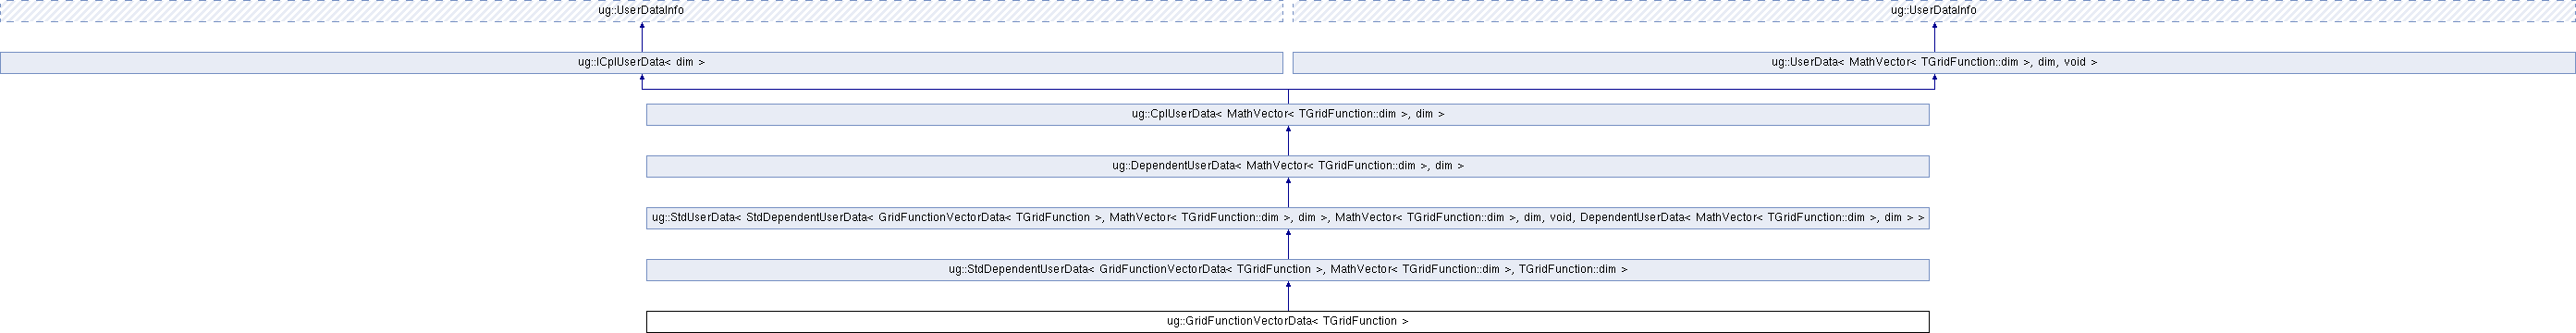 ug::UserDataInfo
ug::UserDataInfo
ug::ICplUserData< dim >
ug::UserData< MathVector< TGridFunction::dim >, dim, void >
ug::CplUserData< MathVector< TGridFunction::dim >, dim >
ug::DependentUserData< MathVector< TGridFunction::dim >, dim >
ug::StdUserData< StdDependentUserData< GridFunctionVectorData< TGridFunction >, MathVector< TGridFunction::dim >, dim >, MathVector< TGridFunction::dim >, dim, void, DependentUserData< MathVector< TGridFunction::dim >, dim > >
ug::StdDependentUserData< GridFunctionVectorData< TGridFunction >, MathVector< TGridFunction::dim >, TGridFunction::dim >
ug::GridFunctionVectorData< TGridFunction >